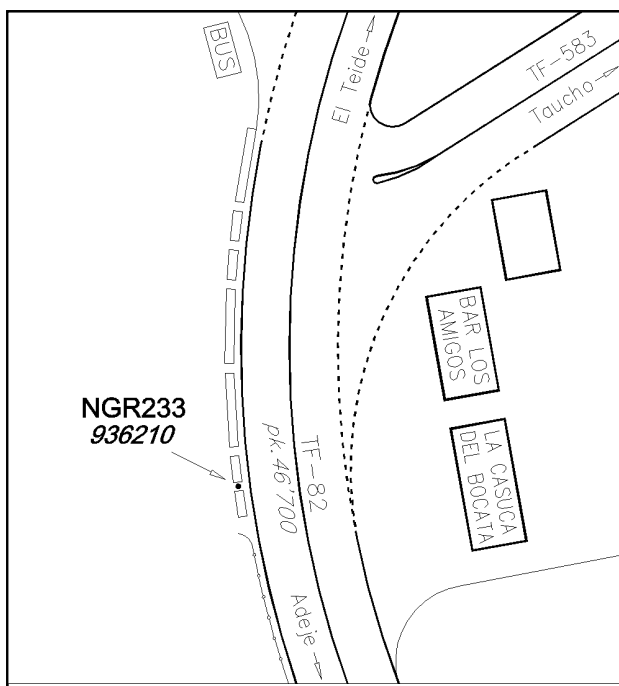 BUS
El Teide
TF-583
Taucho
BAR LOS
AMIGOS
NGR233
936210
TF-82
pk. 46'700
LA CASUCA
DEL BOCATA
Adeje